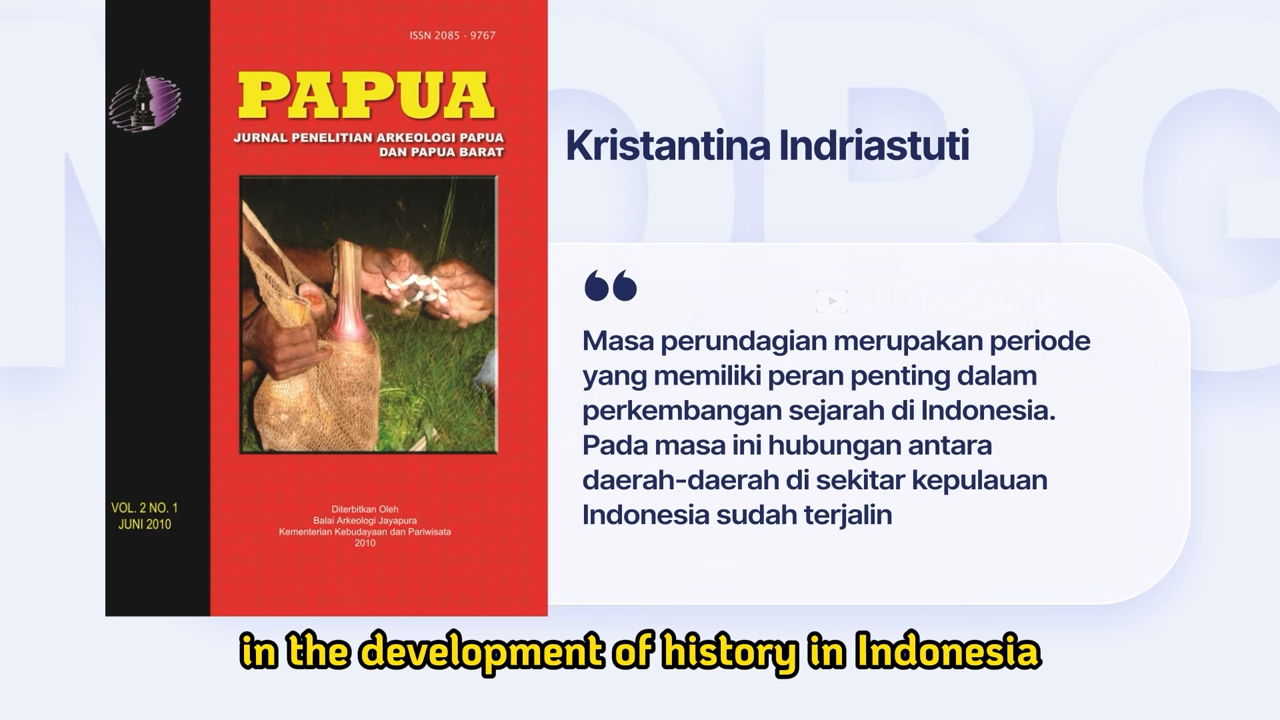 ISSN 2085 - 9767
PAPUA
JURNAL PENELITIAN ARKEOLOGI PAPUA
DAN PAPUA BARAT
VOL. 2 NO. 1
JUNI 2010
Diterbitkan Oleh
Balai Arkeologi Jayapura
Kementerian Kebudayaan dan Pariwisata
2010
Kristantina Indriastuti
Masa perundagian merupakan periode
yang memiliki peran penting dalam
perkembangan sejarah di Indonesia.
Pada masa ini hubungan antara
daerah-daerah di sekitar kepulauan
Indonesia sudah terjalin
in the development of history in Indonesia